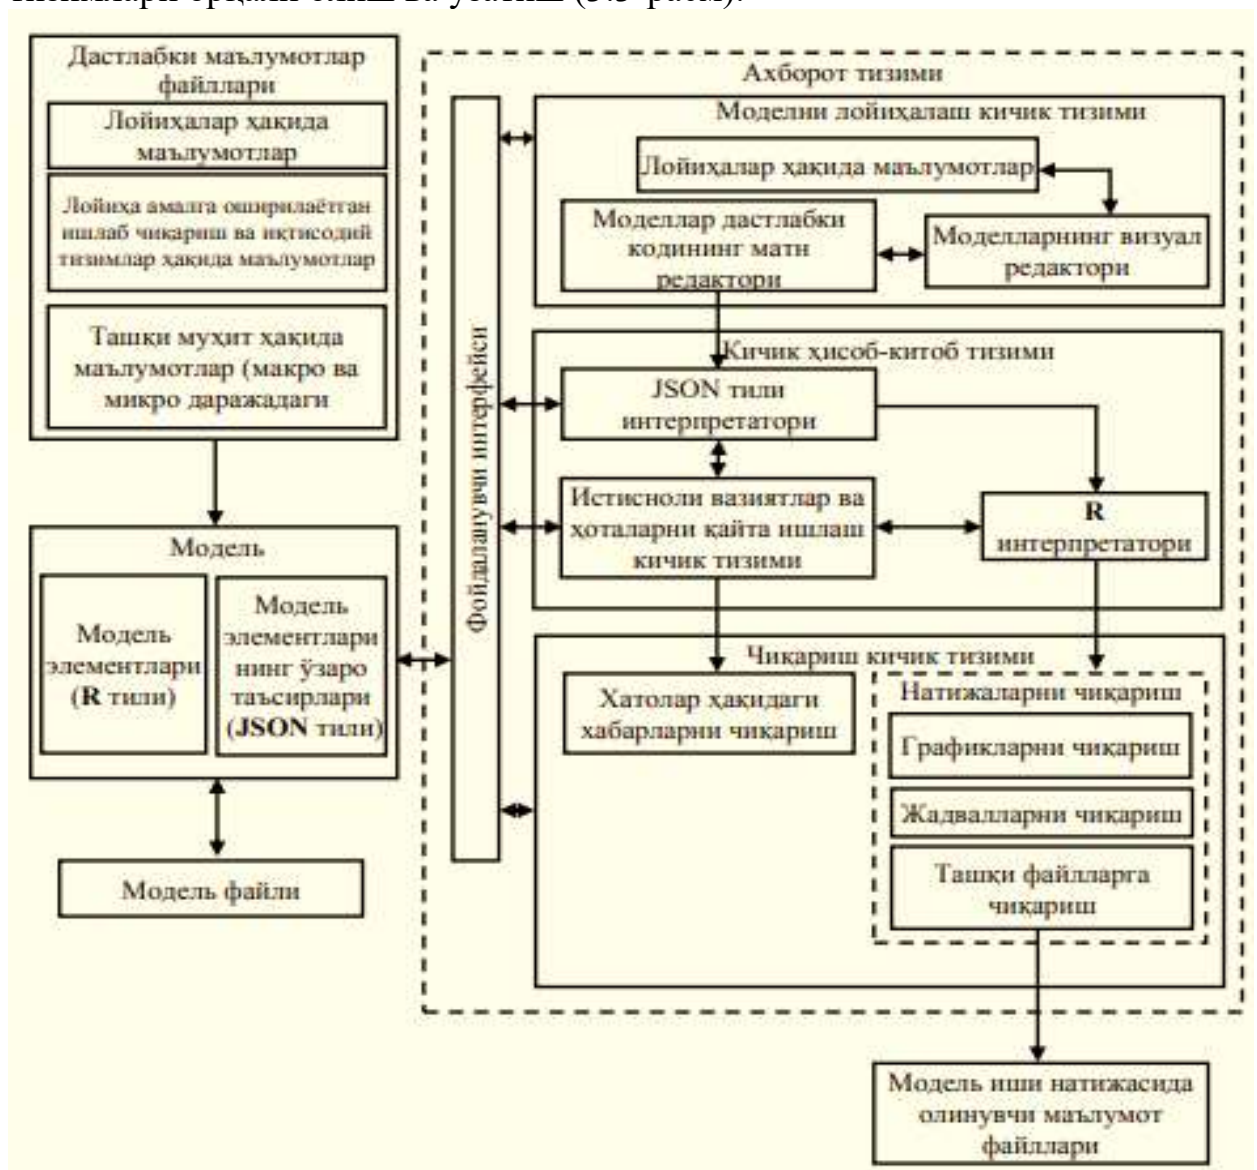 Дастлабки маълумотлар
файллари
Лойиҳалар ҳақида
маълумотлар
Лойиҳа амалга оширилаётган
ишлаб чиқариш ва иқтисодий
тизимлар ҳақида маълумотлар
Ташқи муҳит ҳақида
маълумотлар (макро ва
микро даражадаги
Модель
Модель
элементлари
(R тили)
Модель
элементлари
нинг ўзаро
таъсирлари
(JSON тили)
Модель файли
Ахборот тизими
Фойдаланувчи интерфейси
Моделни лойиҳалаш кичик тизими
Лойиҳалар ҳақида маълумотлар
Моделлар дастлабки
кодининг матн
редактори
Моделларнинг визуал
редактори
Кичик ҳисоб-китоб тизими
JSON тили
интерпретатори
Истисноли вазиятлар ва
ҳоталарни қайта ишлаш
кичик тизими
R
интерпретатори
Чиқариш кичик тизими
Хатолар ҳақидаги
хабарларни чиқариш
Натижаларни чиқариш
Графикларни чиқариш
Жадвалларни чиқариш
Ташқи файлларга
чиқариш
Модель иши натижасида
олинувчи маълумот
файллари